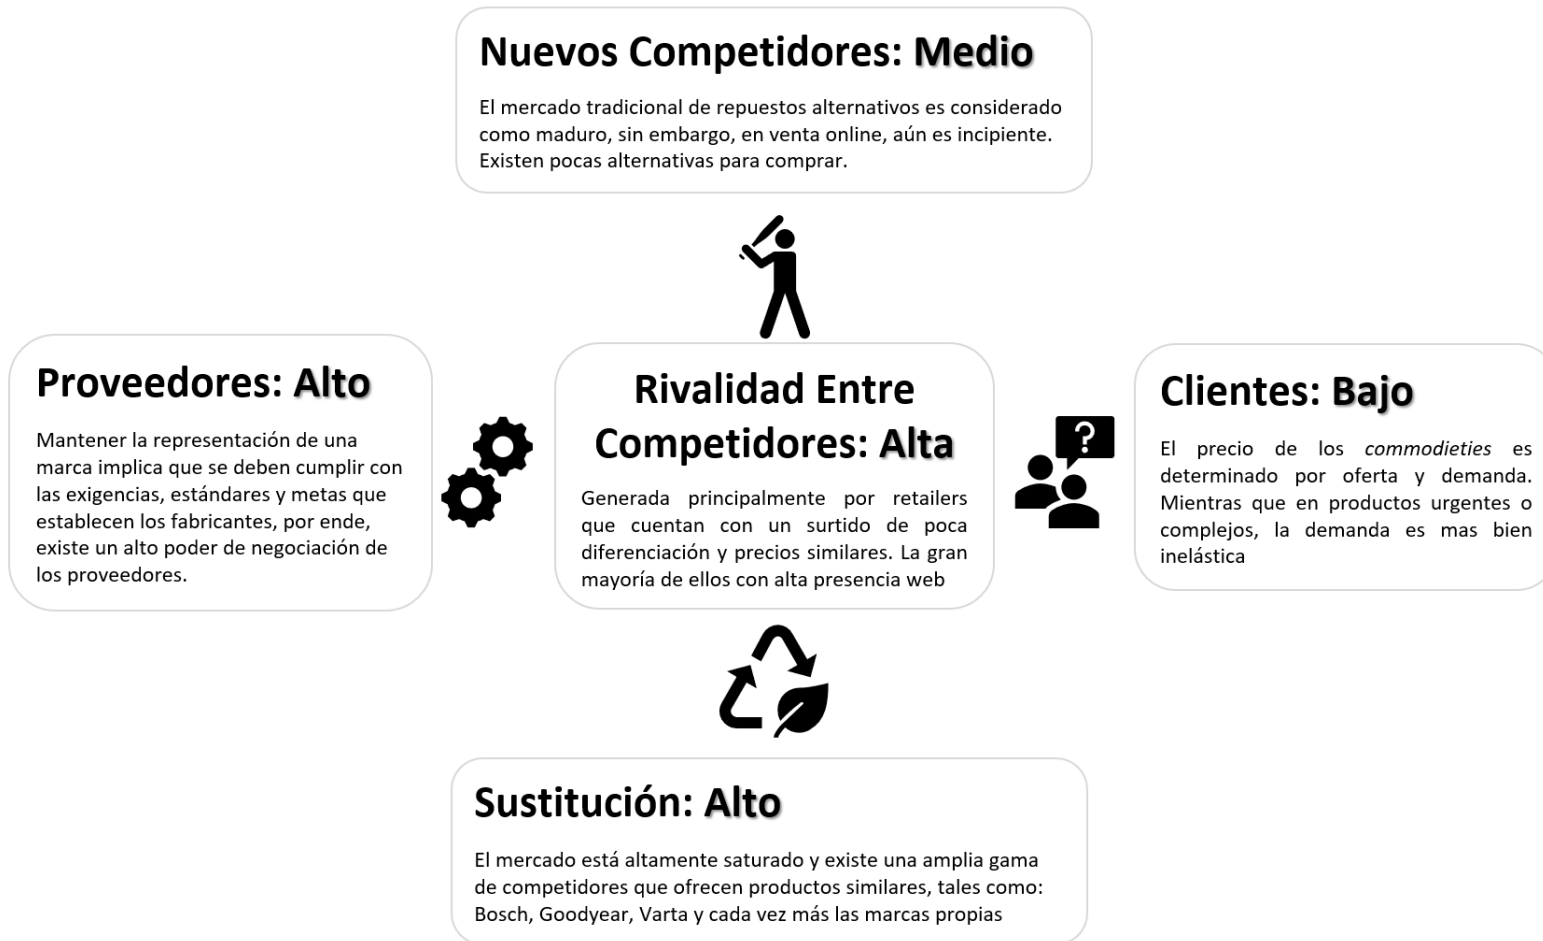 Nuevos Competidores: Medio
El mercado tradicional de repuestos alternativos es considerado
como maduro, sin embargo, en venta online, aún es incipiente.
Existen pocas alternativas para comprar.
Proveedores: Alto
Mantener la representación de una
marca implica que se deben cumplir con
las exigencias, estándares y metas que
establecen los fabricantes, por ende,
existe un alto poder de negociación de
los proveedores.
Rivalidad Entre
Competidores: Alta
Generada principalmente por retailers
que cuentan con un surtido de poca
diferenciación y precios similares. La gran
mayoría de ellos con alta presencia web
?
Clientes: Bajo
El precio de los commodieties es
determinado por oferta y demanda.
Mientras que en productos urgentes o
complejos, la demanda es mas bien
inelástica
Sustitución: Alto
El mercado está altamente saturado y existe una amplia gama
de competidores que ofrecen productos similares, tales como:
Bosch, Goodyear, Varta y cada vez más las marcas propias